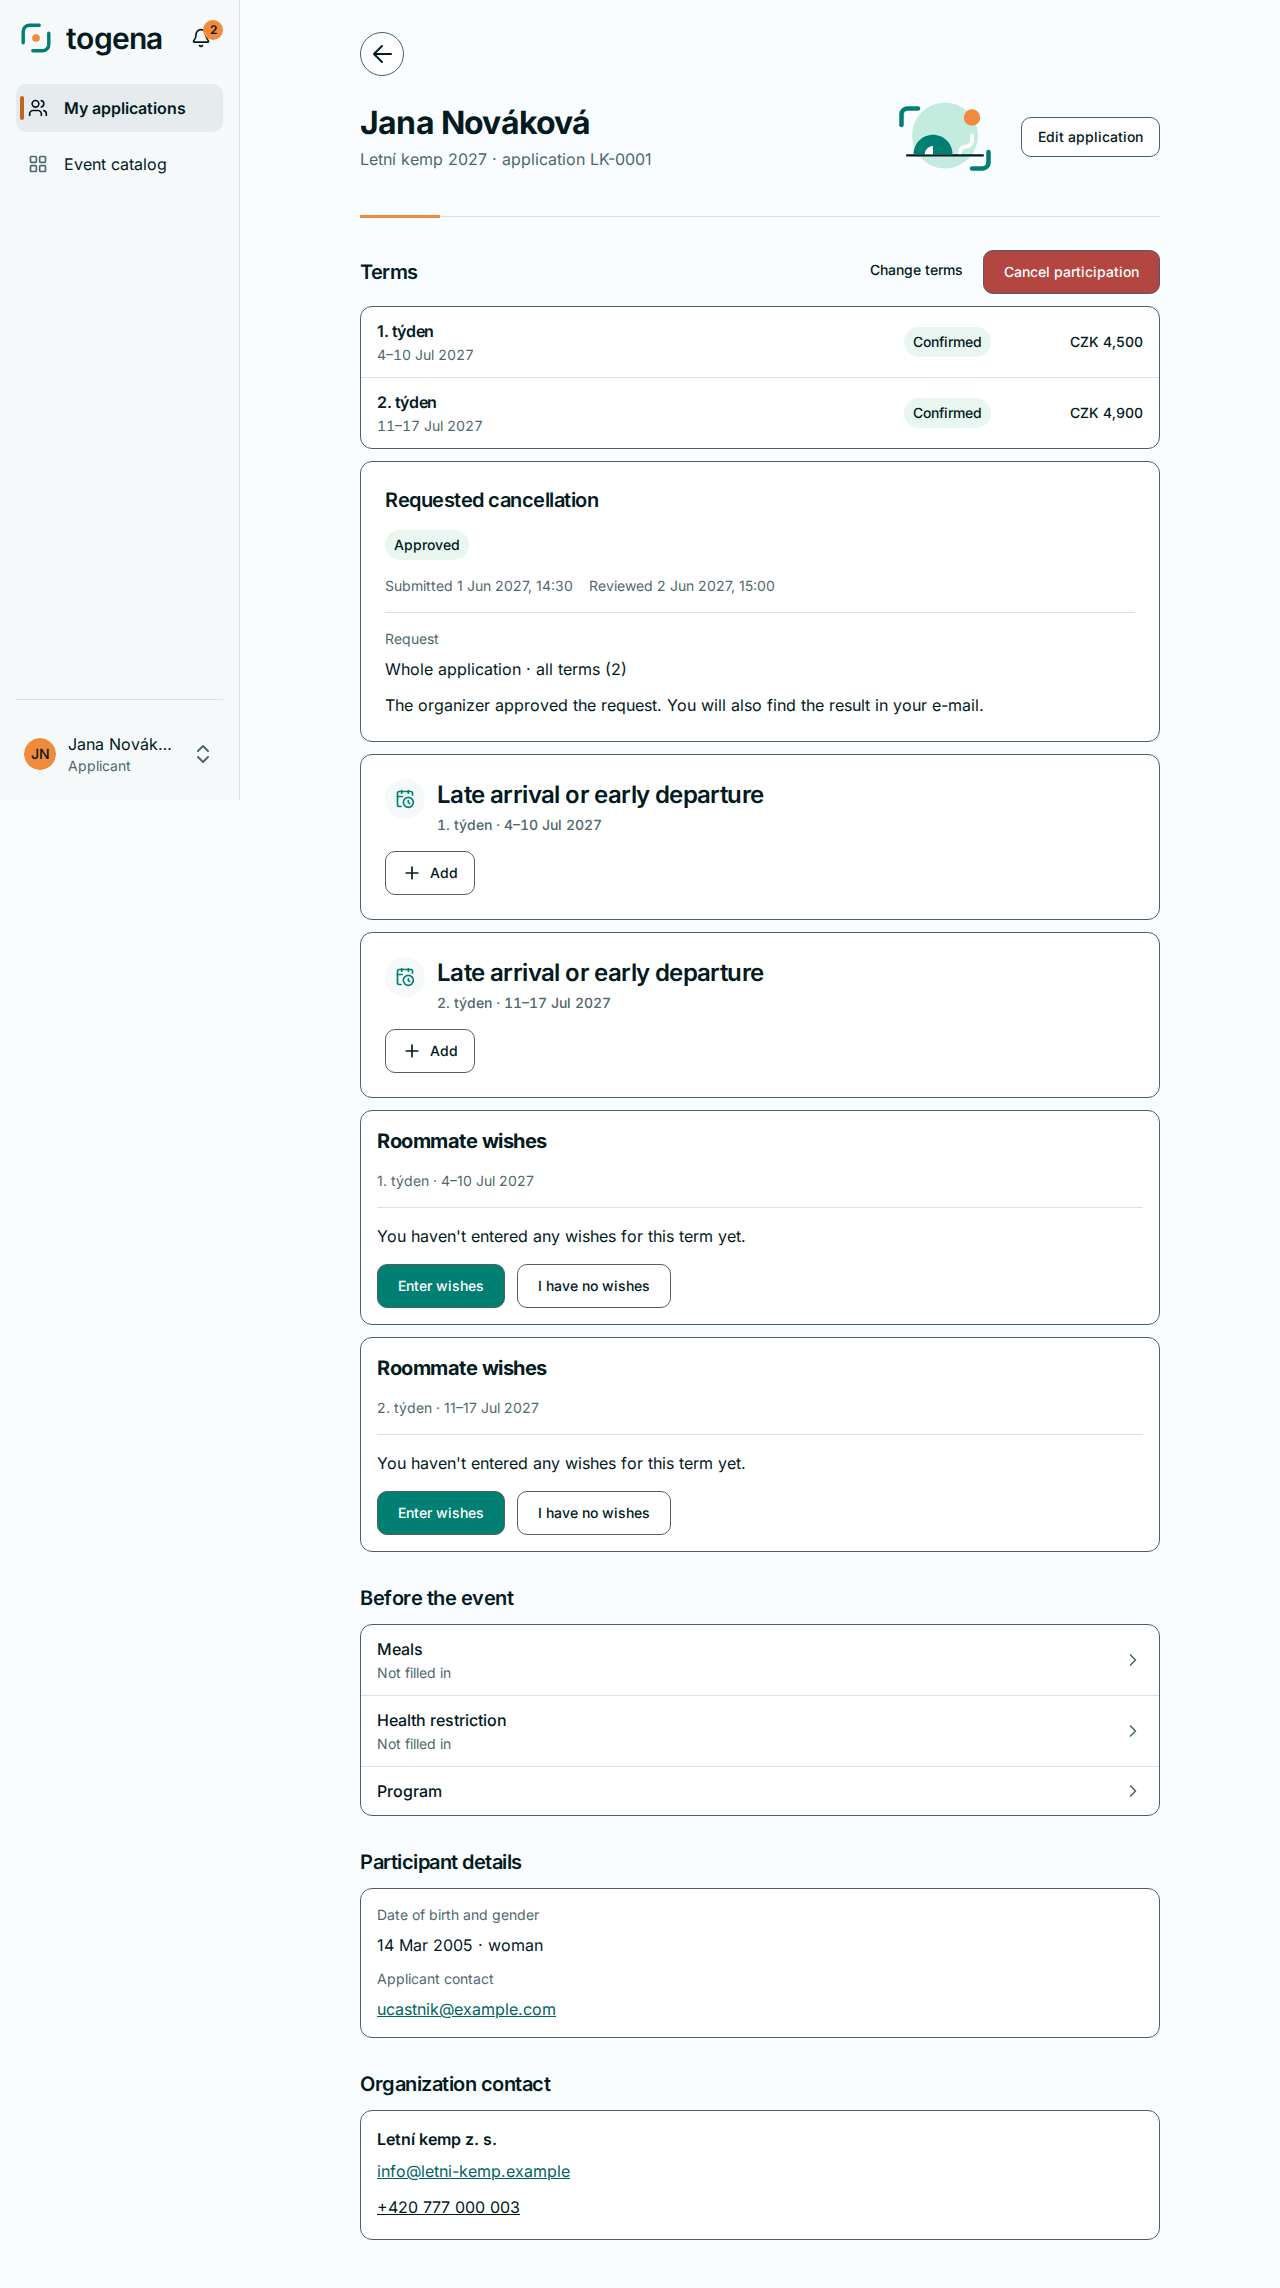 togena
2
My applications
Event catalog
Jana Novák...
JN
Applicant
Jana Nováková
Letní kemp 2027 · application LK-0001
Edit application
Terms
Change terms
Cancel participation
1. týden
4–10 Jul 2027
Confirmed
CZK 4,500
2. týden
11–17 Jul 2027
Confirmed
CZK 4,900
Requested cancellation
Approved
Submitted 1 Jun 2027, 14:30 Reviewed 2 Jun 2027, 15:00
Request
Whole application · all terms (2)
The organizer approved the request. You will also find the result in your e-mail.
Late arrival or early departure
1. týden · 4–10 Jul 2027
Add
Late arrival or early departure
2. týden · 11–17 Jul 2027
Add
Roommate wishes
1. týden · 4–10 Jul 2027
You haven't entered any wishes for this term yet.
Enter wishes
I have no wishes
Roommate wishes
2. týden · 11–17 Jul 2027
You haven't entered any wishes for this term yet.
Enter wishes
I have no wishes
Before the event
Meals
Not filled in
Health restriction
Not filled in
Program
Participant details
Date of birth and gender
14 Mar 2005 · woman
Applicant contact
ucastnik@example.com
Organization contact
Letní kemp z. s.
info@letni-kemp.example
+420 777 000 003